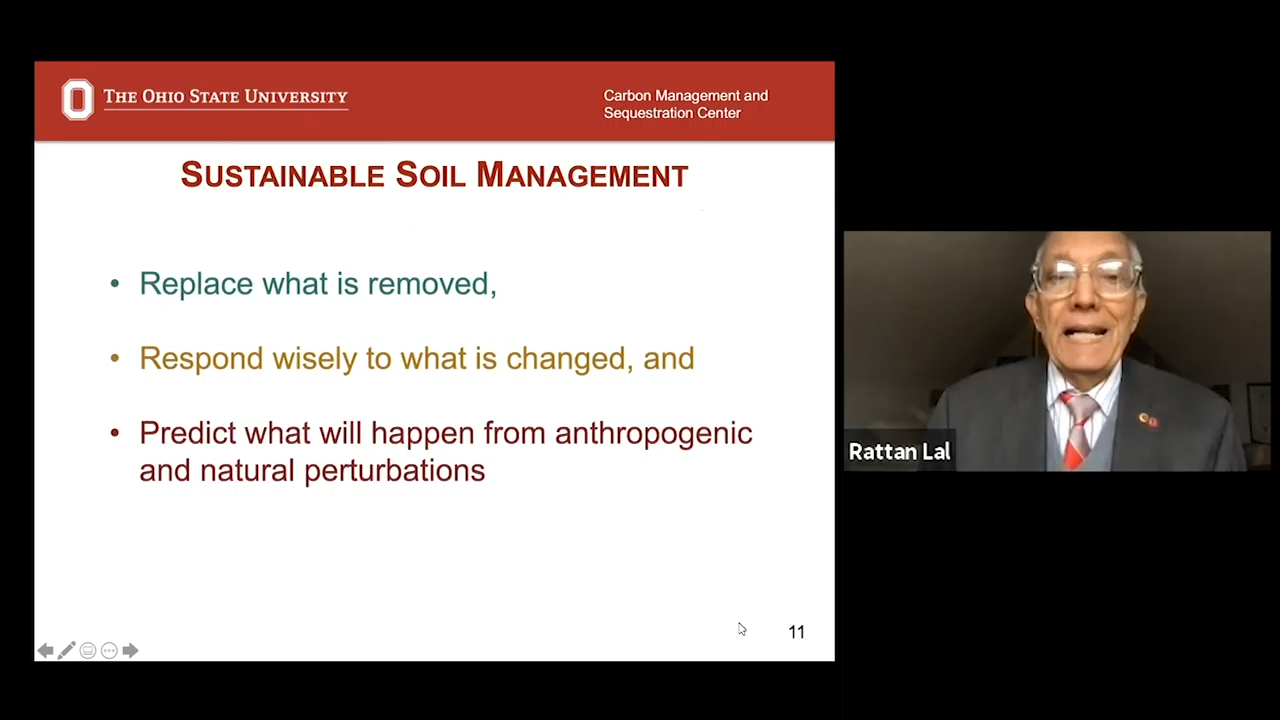 THE OHIO STATE UNIVERSITY
Carbon Management and
Sequestration Center
SUSTAINABLE SOIL MANAGEMENT
• Replace what is removed,
• Respond wisely to what is changed, and
• Predict what will happen from anthropogenic
and natural perturbations
Rattan Lal
11